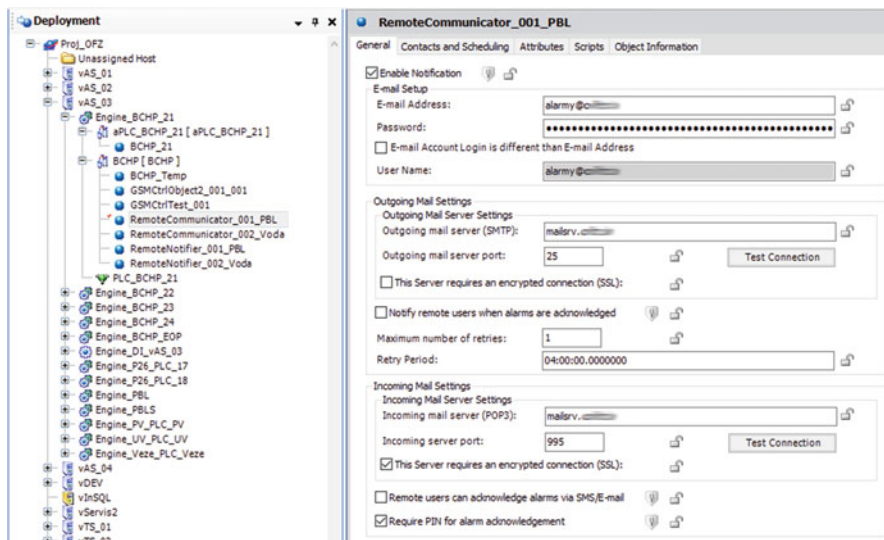 Deployment
Proj_OFZ
Unassigned Host
vAS_01
vAS_02
vAS_03
Engine_BCHP_21
aPLC_BCHP_21 [ aPLC_BCHP_21 ]
BCHP_21
BCHP [ BCHP ]
BCHP_Temp
GSMCtrlObject2_001_001
GSMCtrlTest_001
RemoteCommunicator_001_PBL
RemoteCommunicator_002_Voda
RemoteNotifier_001_PBL
RemoteNotifier_002_Voda
PLC_BCHP_21
Engine_BCHP_22
Engine_BCHP_23
Engine_BCHP_24
Engine_BCHP_EOP
Engine_DI_vAS_03
Engine_P26_PLC_17
Engine_P26_PLC_18
Engine_PBL
Engine_PBLS
Engine_PV_PLC_PV
Engine_UV_PLC_UV
Engine_Veze_PLC_Veze
vAS_04
vDEV
vInSQL
vServis2
vTS_01
RemoteCommunicator_001_PBL
General Contacts and Scheduling Attributes Scripts Object Information
Enable Notification
E-mail Setup
E-mail Address: alarmy@
Password:
E-mail Account Login is different than E-mail Address
User Name: alarmy@
Outgoing Mail Settings
Outgoing Mail Server Settings
Outgoing mail server (SMTP): mailsrv.
Outgoing mail server port: 25 Test Connection
This Server requires an encrypted connection (SSL):
Notify remote users when alarms are acknowledged
Maximum number of retries: 1
Retry Period: 04:00:00.0000000
Incoming Mail Settings
Incoming Mail Server Settings
Incoming mail server (POP3): mailsrv.
Incoming server port: 995 Test Connection
This Server requires an encrypted connection (SSL):
Remote users can acknowledge alarms via SMS/E-mail
Require PIN for alarm acknowledgement